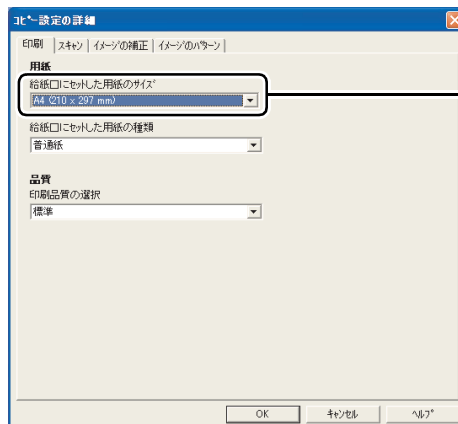 ｺﾋﾟｰ設定の詳細
印刷 スキャン ｲﾒｰｼﾞの補正 ｲﾒｰｼﾞのﾊﾟﾀｰﾝ
用紙
給紙口にｾｯﾄした用紙のｻｲｽﾞ
A4 (210 x 297 mm)
給紙口にｾｯﾄした用紙の種類
普通紙
品質
印刷品質の選択
標準
OK ｷｬﾝｾﾙ ﾍﾙﾌﾟ